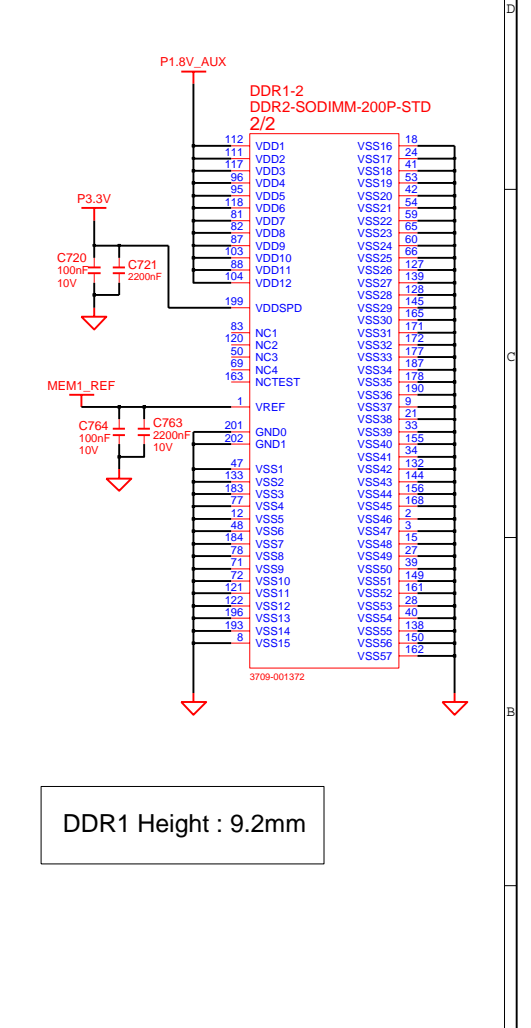 D
P1.8V_AUX
DDR1-2
DDR2-SODIMM-200P-STD
2/2
112 VDD1 VSS16 18
111 VDD2 VSS17 24
117 VDD3 VSS18 41
96 VDD4 VSS19 53
95 VDD5 VSS20 42
118 VDD6 VSS21 54
81 VDD7 VSS22 59
82 VDD8 VSS23 65
87 VDD9 VSS24 60
103 VDD10 VSS25 66
88 VDD11 VSS26 127
104 VDD12 VSS27 139
VSS28 128
199 VDDSPD VSS29 145
VSS30 165
83 NC1 VSS31 171
120 NC2 VSS32 172
50 NC3 VSS33 177
69 NC4 VSS34 187
163 NCTEST VSS35 178
VSS36 190
1 VREF VSS37 9
VSS38 21
201 GND0 VSS39 33
202 GND1 VSS40 155
VSS41 34
47 VSS1 VSS42 132
133 VSS2 VSS43 144
183 VSS3 VSS44 156
77 VSS4 VSS45 168
12 VSS5 VSS46 2
48 VSS6 VSS47 3
184 VSS7 VSS48 15
78 VSS8 VSS49 27
71 VSS9 VSS50 39
72 VSS10 VSS51 149
121 VSS11 VSS52 161
122 VSS12 VSS53 28
196 VSS13 VSS54 40
193 VSS14 VSS55 138
8 VSS15 VSS56 150
VSS57 162
3709-001372
P3.3V
C720
100nF
10V
C721
2200nF
MEM1_REF
C764
100nF
10V
C763
2200nF
10V
C
B
DDR1 Height : 9.2mm